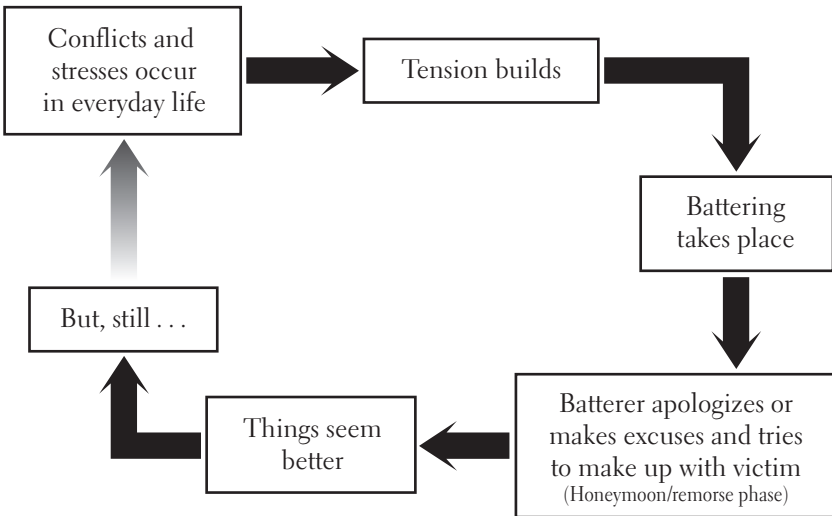 Conflicts and
stresses occur
in everyday life
Tension builds
Battering
takes place
Batterer apologizes or
makes excuses and tries
to make up with victim
(Honeymoon/remorse phase)
Things seem
better
But, still . . .